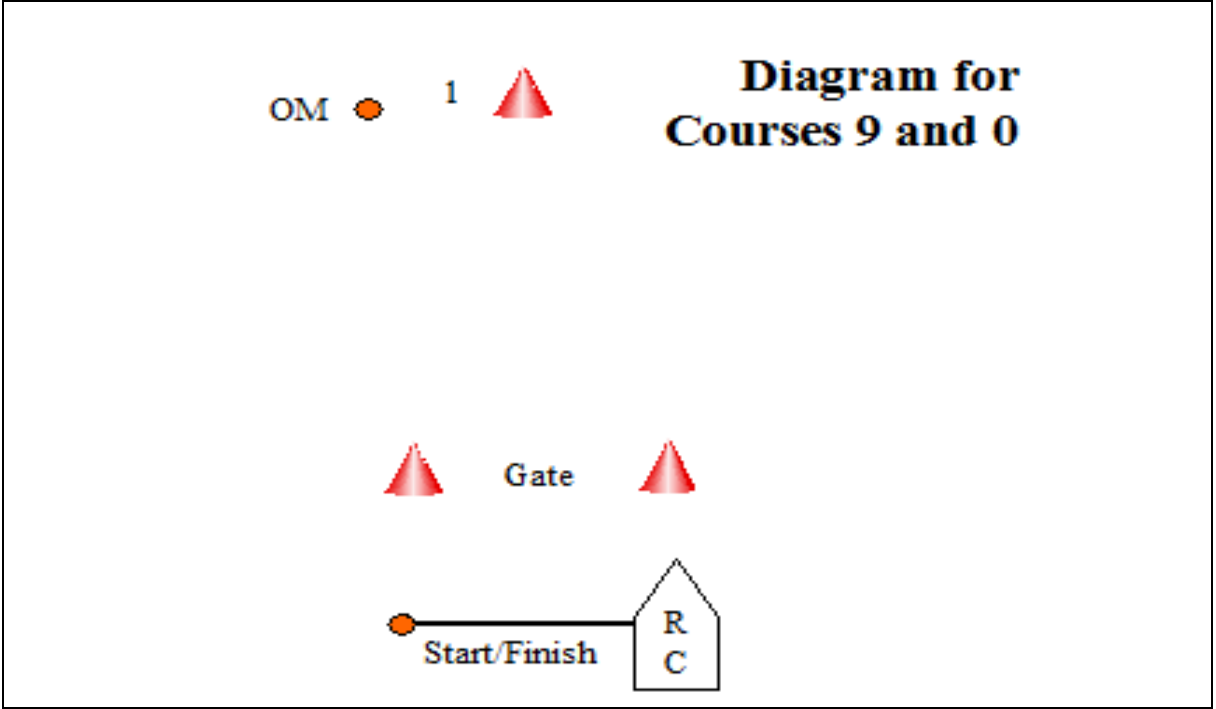 Diagram for
Courses 9 and 0
OM
1
Gate
Start/Finish
R
C